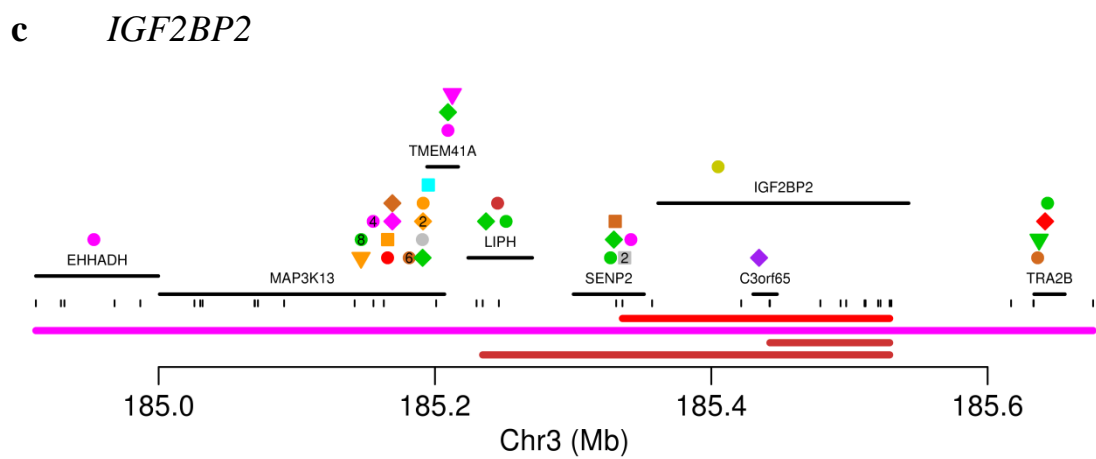 c IGF2BP2
TMEM41A
IGF2BP2
4
2
8
LIPH
EHHADH
6
2
MAP3K13
SENP2
C3orf65
TRA2B
185.0 185.2 185.4 185.6
Chr3 (Mb)